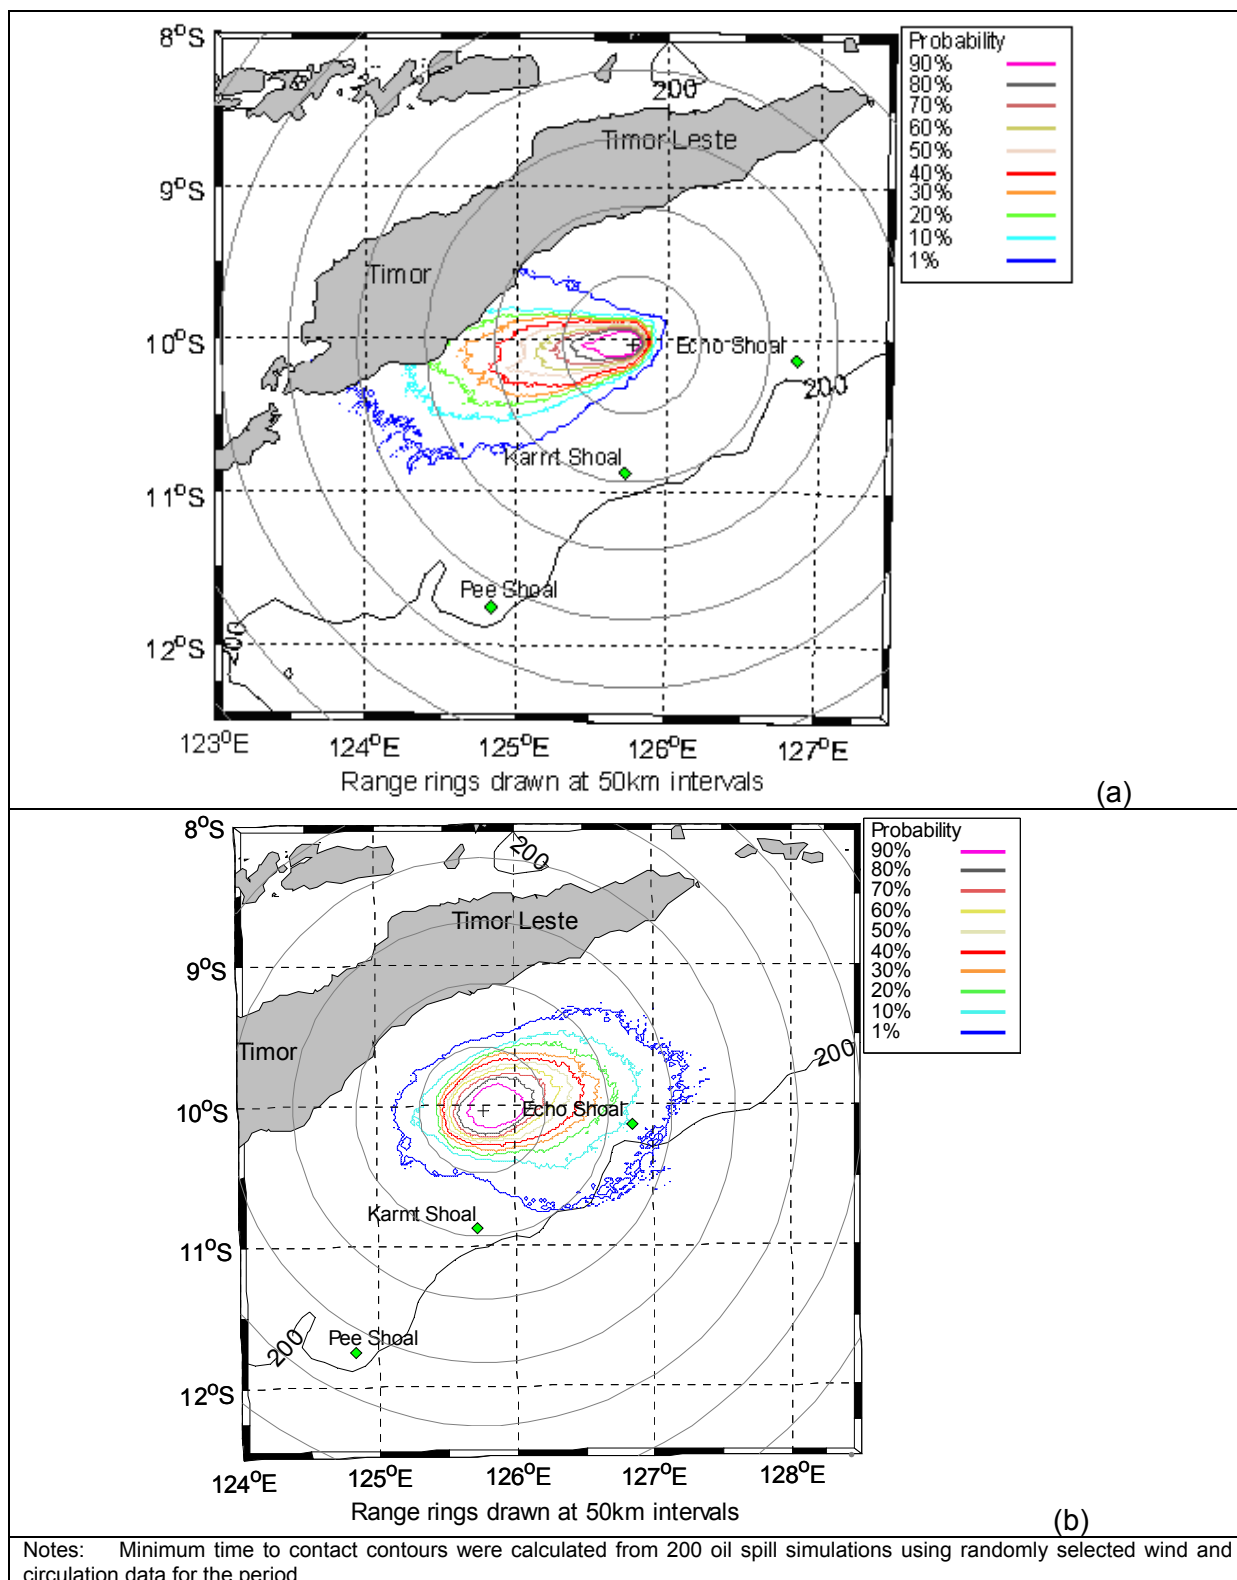 8°S
Probability
90%
80%
70%
60%
50%
40%
30%
20%
10%
1%
200
Timor Leste
9°S
Timor
10°S
Echo Shoal
200
Karmt Shoal
11°S
Pee Shoal
12°S
200
123°E 124°E 125°E 126°E 127°E
Range rings drawn at 50km intervals
(a)
8°S
Probability
90%
80%
70%
60%
50%
40%
30%
20%
10%
1%
200
Timor Leste
9°S
Timor
200
10°S
Echo Shoal
Karmt Shoal
11°S
Pee Shoal
200
12°S
124°E 125°E 126°E 127°E 128°E
Range rings drawn at 50km intervals
(b)
Notes: Minimum time to contact contours were calculated from 200 oil spill simulations using randomly selected wind and
circulation data for the period